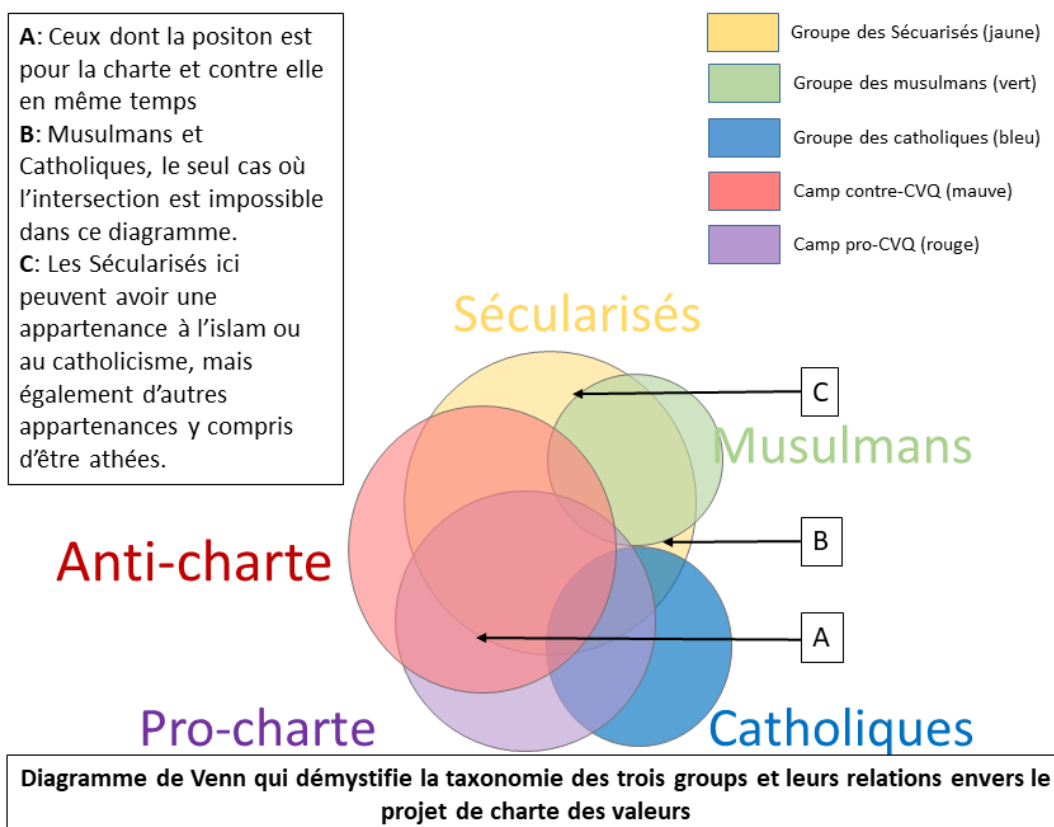 A: Ceux dont la positon est
pour la charte et contre elle
en même temps
B: Musulmans et
Catholiques, le seul cas où
l'intersection est impossible
dans ce diagramme.
C: Les Sécularisés ici
peuvent avoir une
appartenance à l'islam ou
au catholicisme, mais
également d'autres
appartenances y compris
d'être athées.
Groupe des Sécuarisés (jaune)
Groupe des musulmans (vert)
Groupe des catholiques (bleu)
Camp contre-CVQ (mauve)
Camp pro-CVQ (rouge)
Sécularisés
C
Musulmans
B
Anti-charte
A
Pro-charte
Catholiques
Diagramme de Venn qui démystifie la taxonomie des trois groups et leurs relations envers le
projet de charte des valeurs